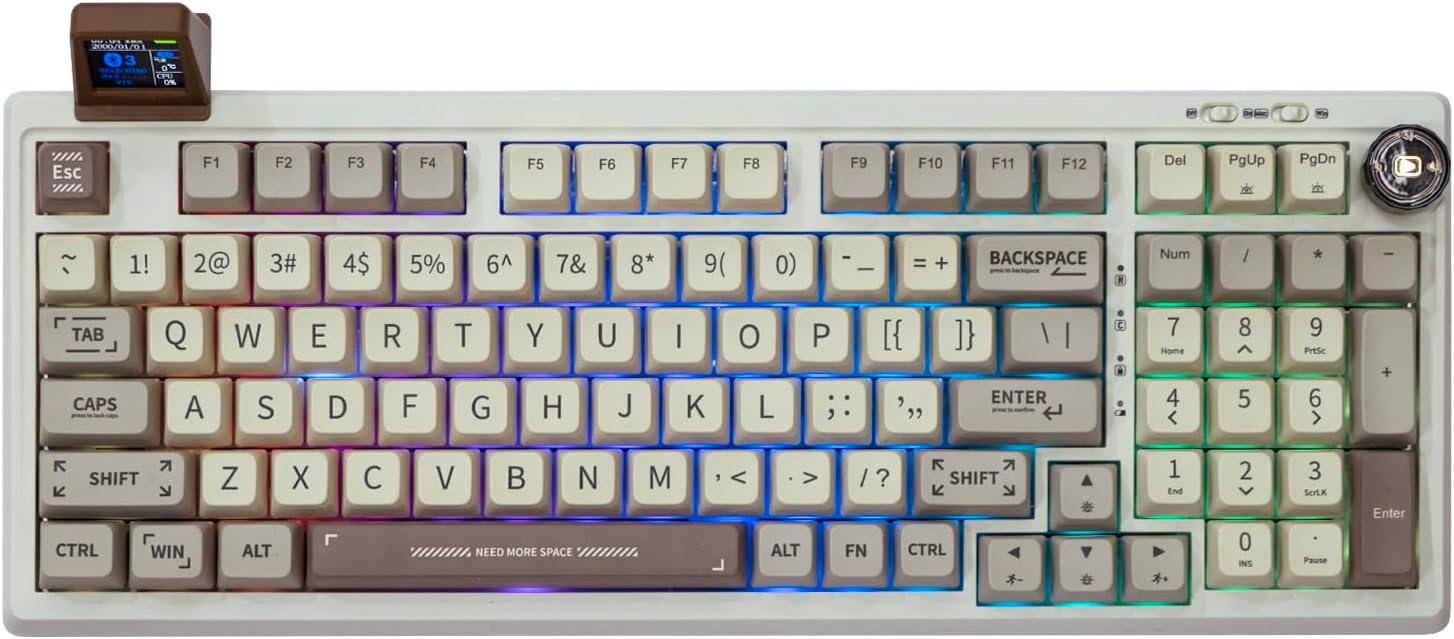 2000/01/01
3
SEARCHING
0℃
CPU
0%
Mac
Win
Esc
F1 F2 F3 F4 F5 F6 F7 F8 F9 F10 F11 F12 Del PgUp PgDn
~ 1! 2@ 3# 4$ 5% 6^ 7& 8* 9( 0) - _ = + BACKSPACE Num / * -
press to backspace
N
TAB Q W E R T Y U I O P [{ ]} \ | 7 8 9 +
Home PrtSc
C
CAPS A S D F G H J K L ;: '" ENTER 4 5 6
press to lock caps press to confirm
SHIFT Z X C V B N M , < . > / ? SHIFT 1 2 3 Enter
End ScrLK
CTRL WIN ALT NEED MORE SPACE ALT FN CTRL 0 .
INS Pause
- +